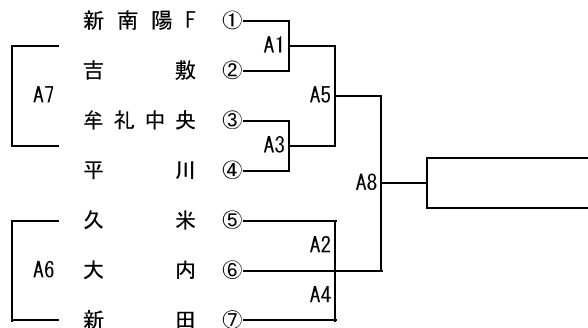 新南陽F ①
A1
吉敷 ②
A7
A5
牟礼中央 ③
A3
平川 ④
A8
久米 ⑤
A2
A6 大内 ⑥
A4
新田 ⑦